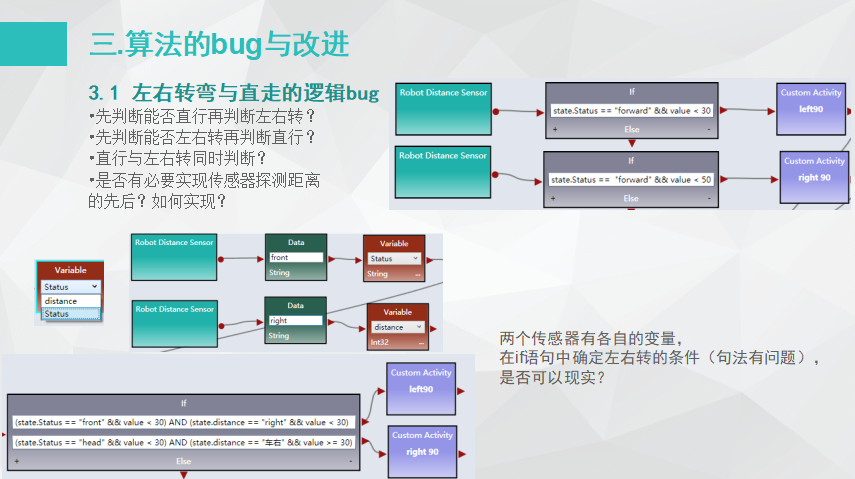 三.算法的bug与改进
3.1 左右转弯与直走的逻辑bug
•先判断能否直行再判断左右转？
•先判断能否左右转再判断直行？
•直行与左右转同时判断？
•是否有必要实现传感器探测距离
的先后？如何实现？
Robot Distance Sensor
If
state.Status == "forward" && value < 30
+ Else -
Custom Activity
left90
Robot Distance Sensor
If
state.Status == "forward" && value < 50
+ Else -
Custom Activity
right 90
Variable
Status
distance
Status
Robot Distance Sensor
Data
front
String
Variable
Status
String ...
Robot Distance Sensor
Data
right
String
Variable
distance
Int32 ...
两个传感器有各自的变量，
在if语句中确定左右转的条件（句法有问题），
是否可以现实？
If
(state.Status == "front" && value < 30) AND (state.distance == "right" && value < 30)
(state.Status == "head" && value < 30) AND (state.distance == "车右" && value >= 30)
+ Else -
Custom Activity
left90
Custom Activity
right 90